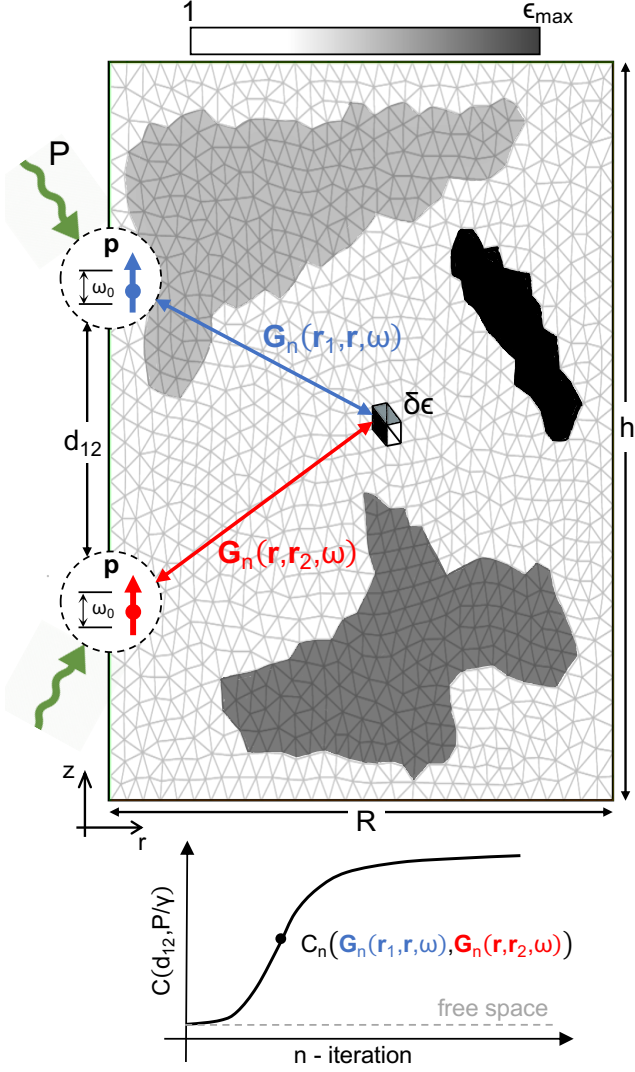 1
ϵmax
P
p
ω₀
Gₙ(r₁,r,ω)
δϵ
d₁₂
h
Gₙ(r,r₂,ω)
p
ω₀
z
r
R
C(d₁₂,P/γ)
Cₙ(Gₙ(r₁,r,ω),Gₙ(r,r₂,ω))
free space
n - iteration